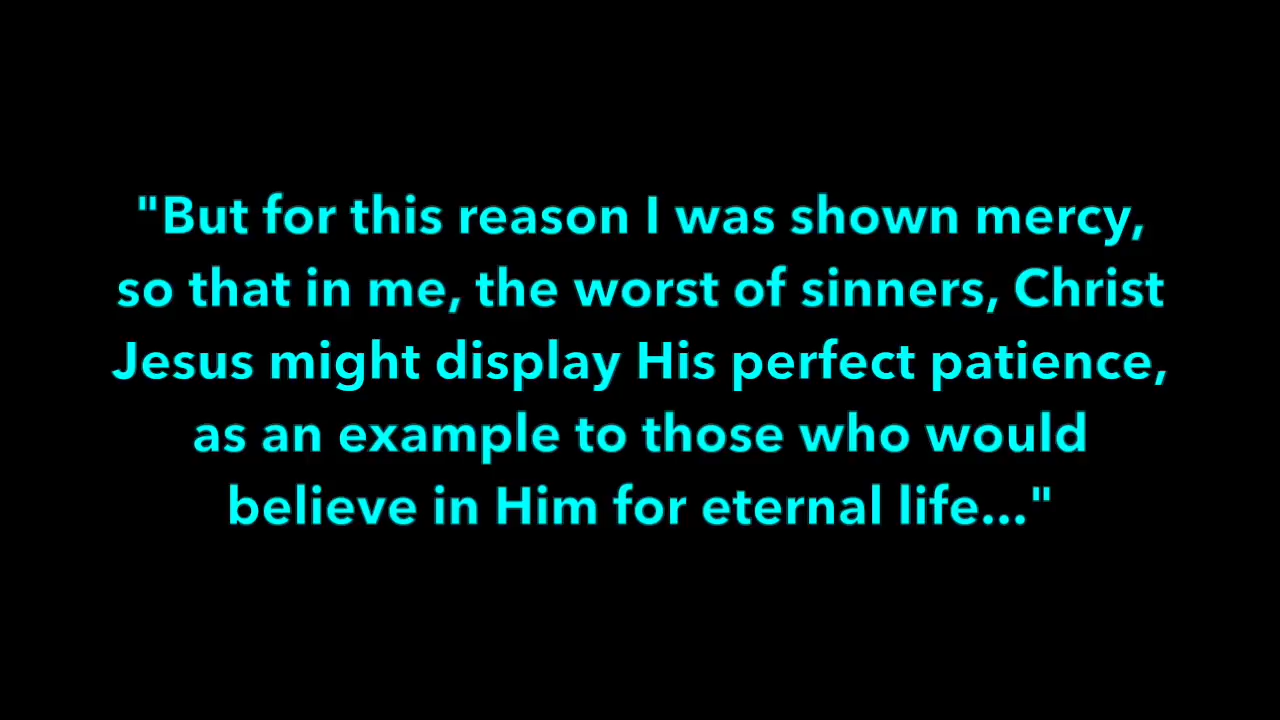 "But for this reason I was shown mercy,
so that in me, the worst of sinners, Christ
Jesus might display His perfect patience,
as an example to those who would
believe in Him for eternal life..."